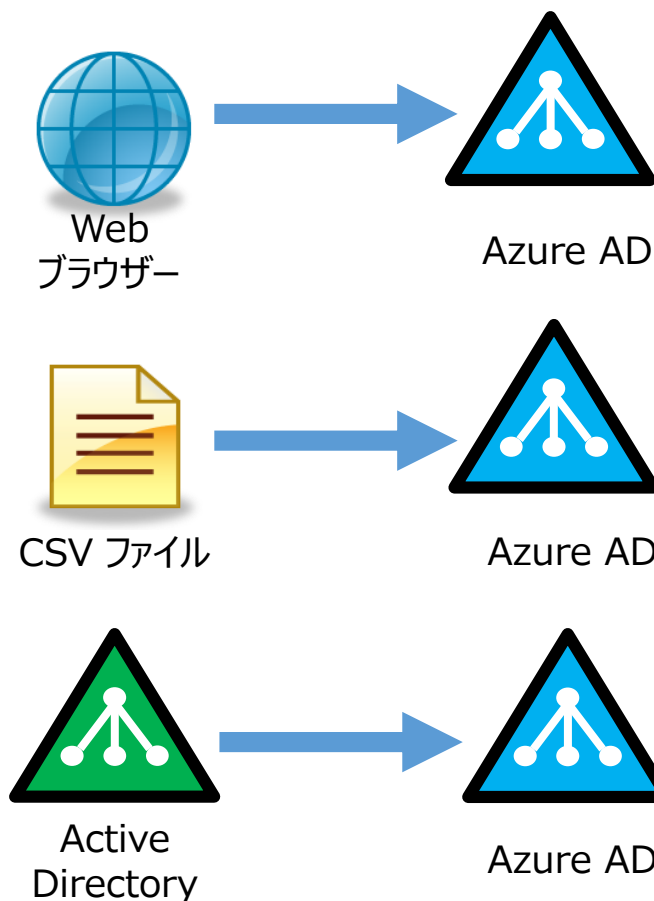 Web
ブラウザー
Azure AD
CSV ファイル
Azure AD
Active
Directory
Azure AD